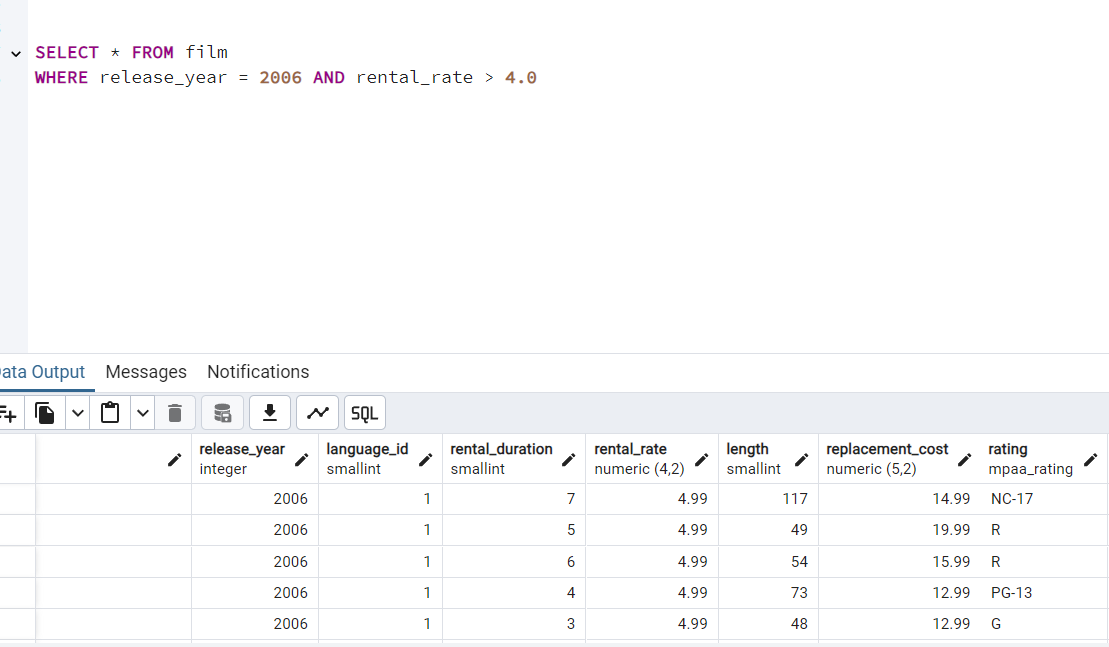 SELECT * FROM film
WHERE release_year = 2006 AND rental_rate > 4.0
ata Output Messages Notifications
SQL
release_year language_id rental_duration rental_rate length replacement_cost rating
integer smallint smallint numeric (4,2) smallint numeric (5,2) mpaa_rating
2006 1 7 4.99 117 14.99 NC-17
2006 1 5 4.99 49 19.99 R
2006 1 6 4.99 54 15.99 R
2006 1 4 4.99 73 12.99 PG-13
2006 1 3 4.99 48 12.99 G